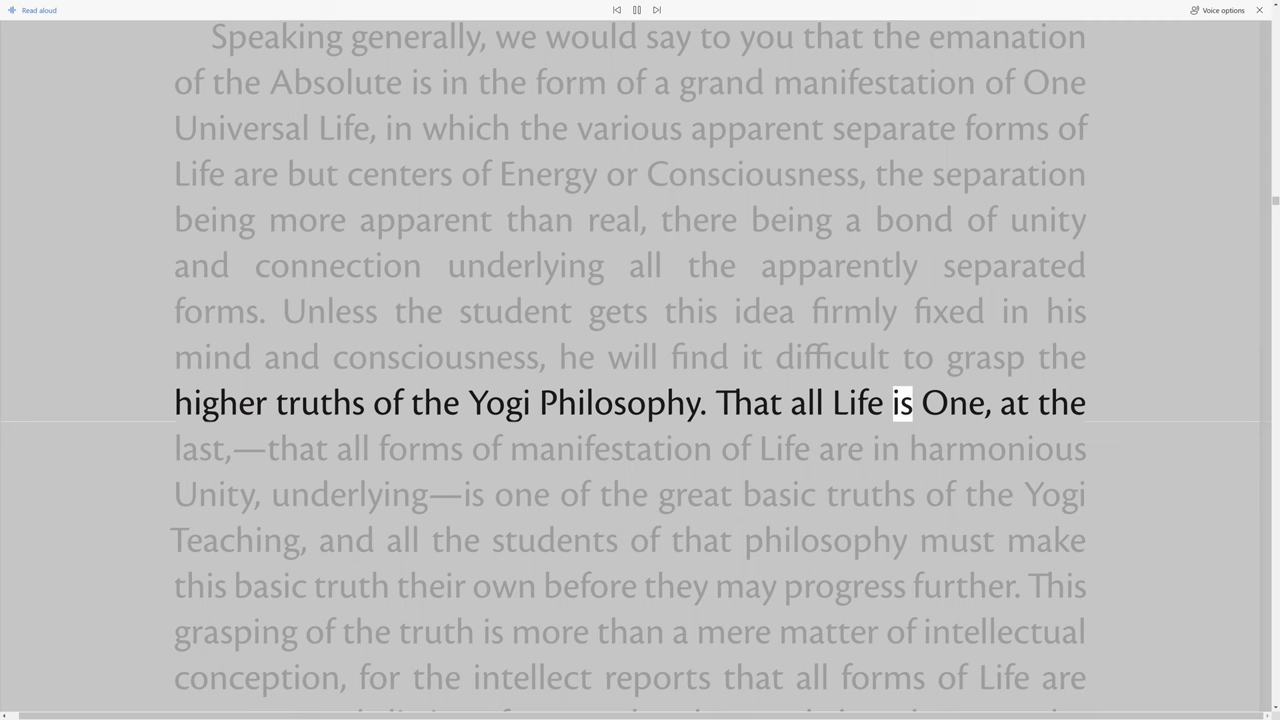 Read aloud
Voice options
Speaking generally, we would say to you that the emanation
of the Absolute is in the form of a grand manifestation of One
Universal Life, in which the various apparent separate forms of
Life are but centers of Energy or Consciousness, the separation
being more apparent than real, there being a bond of unity
and connection underlying all the apparently separated
forms. Unless the student gets this idea firmly fixed in his
mind and consciousness, he will find it difficult to grasp the
higher truths of the Yogi Philosophy. That all Life is One, at the
last,—that all forms of manifestation of Life are in harmonious
Unity, underlying—is one of the great basic truths of the Yogi
Teaching, and all the students of that philosophy must make
this basic truth their own before they may progress further. This
grasping of the truth is more than a mere matter of intellectual
conception, for the intellect reports that all forms of Life are